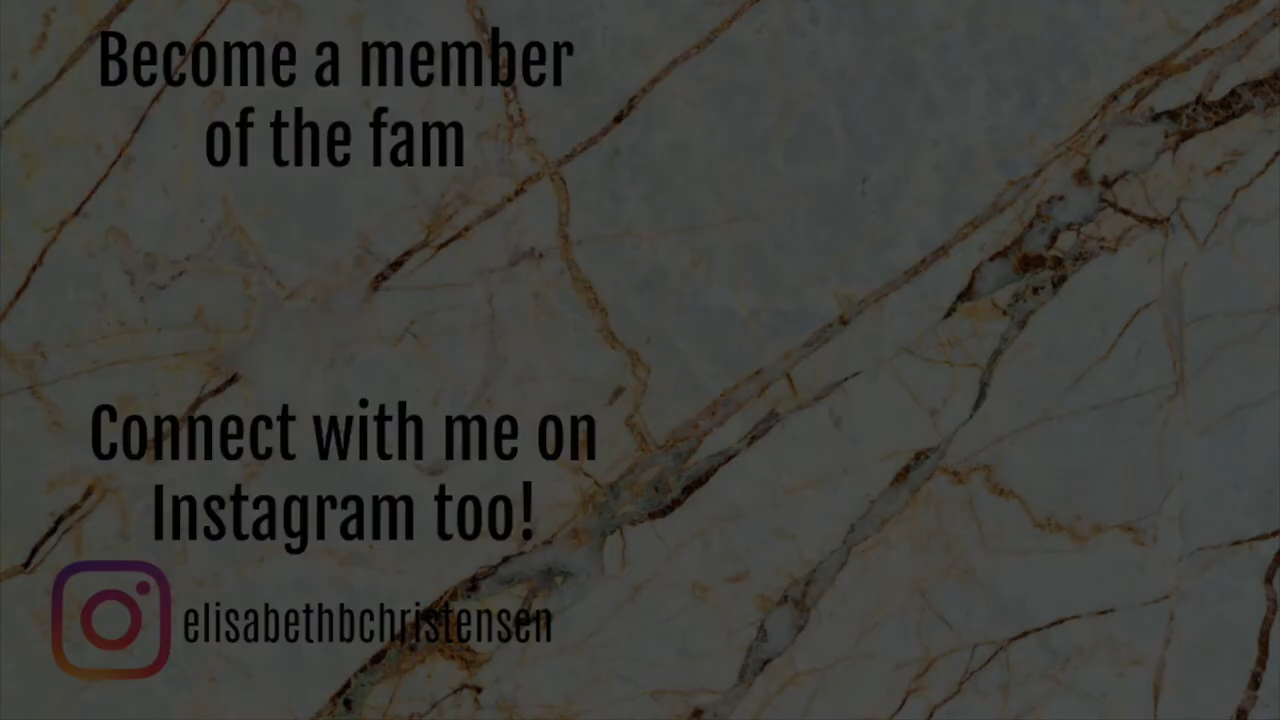 Become a member
of the fam
Connect with me on
Instagram too!
elisabethbchristensen